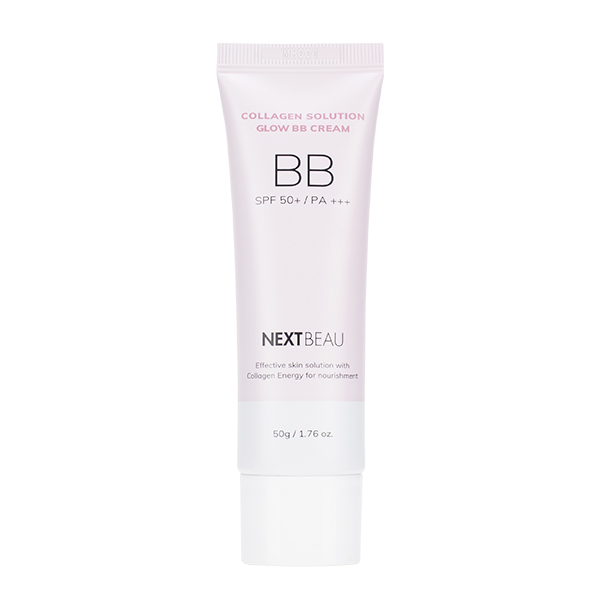 COLLAGEN SOLUTION
GLOW BB CREAM
BB
SPF 50+ / PA +++
NEXTBEAU
Effective skin solution with
Collagen Energy for nourishment
50g / 1.76 oz.